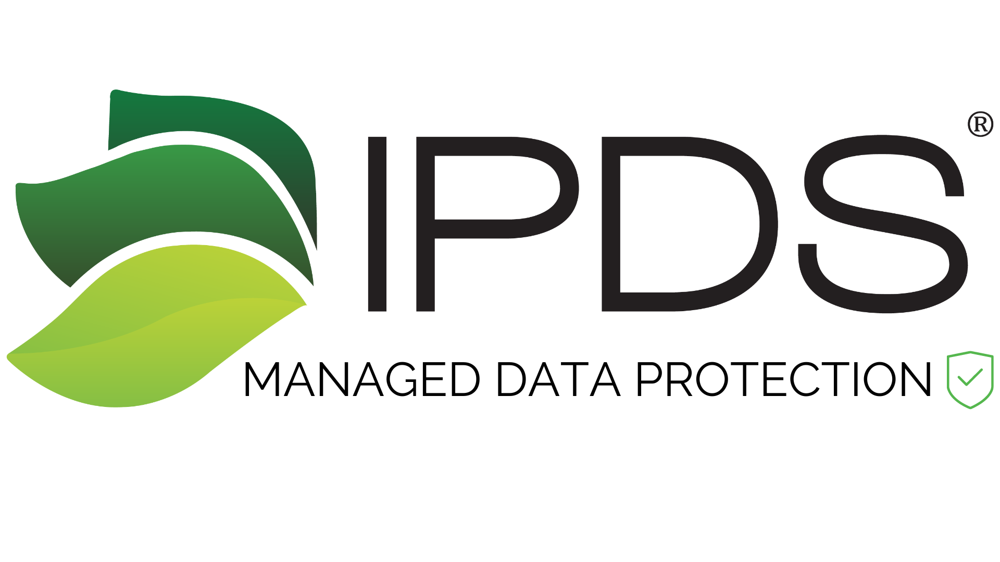 IPDS®
MANAGED DATA PROTECTION